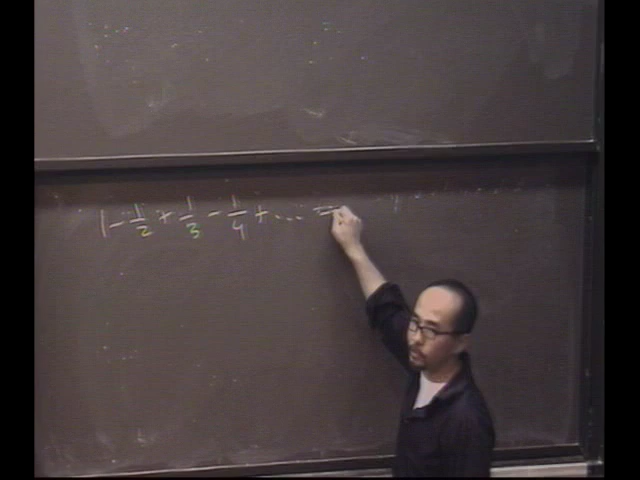 1 - 1/2 + 1/3 - 1/4 + ... =